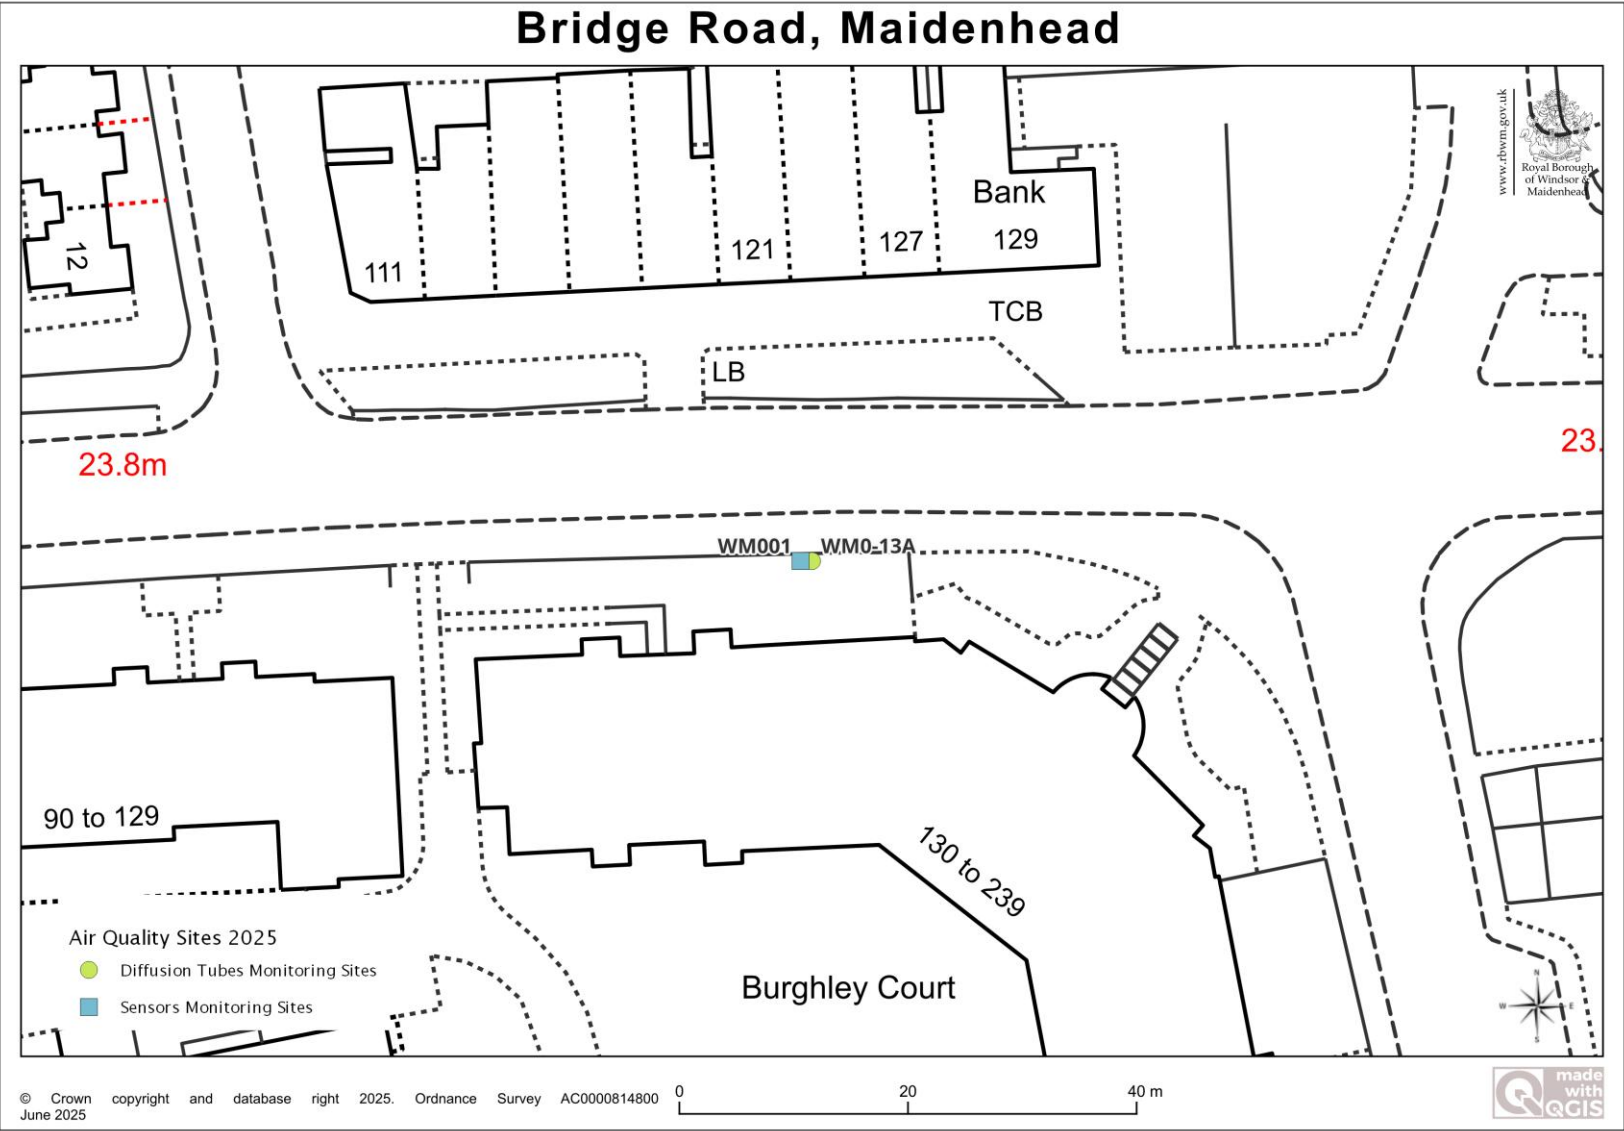 Bridge Road, Maidenhead
www.rbwm.gov.uk
Royal Borough
of Windsor &
Maidenhead
Bank
12
111
121
127
129
TCB
LB
23.8m
23.
WM001
WM0-13A
90 to 129
130 to 239
Burghley Court
Air Quality Sites 2025
Diffusion Tubes Monitoring Sites
Sensors Monitoring Sites
N
W
E
S
© Crown copyright and database right 2025. Ordnance Survey AC0000814800
June 2025
0 20 40 m
made
with
QGIS